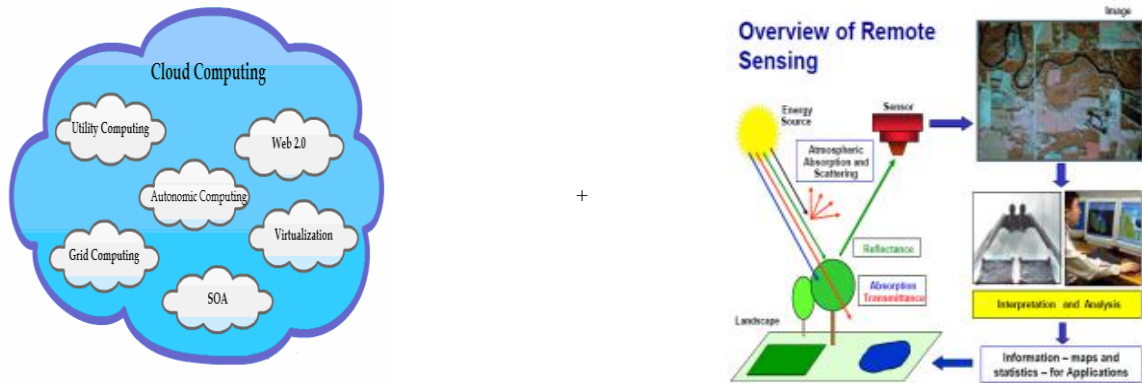 Cloud Computing
Utility Computing
Web 2.0
Autonomic Computing
Virtualization
Grid Computing
SOA
+
Overview of Remote
Sensing
Image
Energy
Source
Sensor
Atmospheric
Absorption and
Scattering
Reflectance
Absorption
Transmittance
Landscape
Interpretation and Analysis
Information – maps and
statistics – for Applications